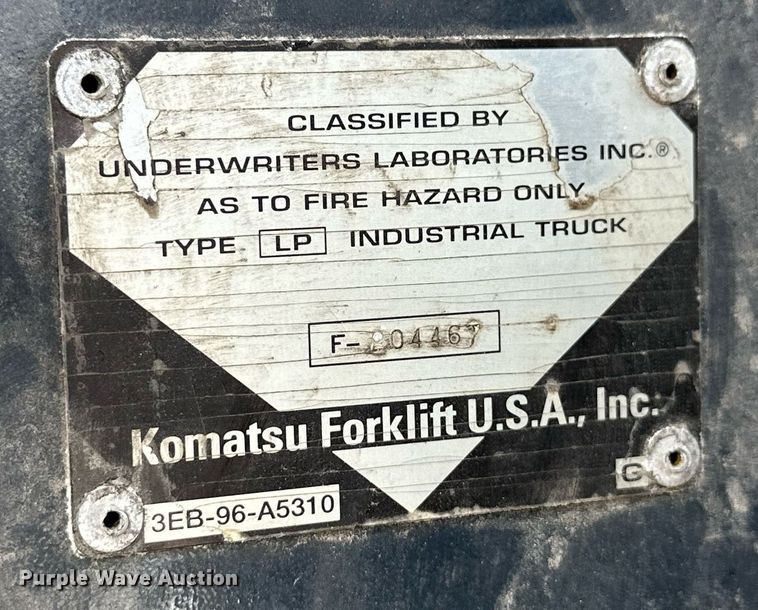 CLASSIFIED BY
UNDERWRITERS LABORATORIES INC.®
AS TO FIRE HAZARD ONLY
TYPE LP INDUSTRIAL TRUCK
F-
Komatsu Forklift U.S.A., Inc.
3EB-96-A5310
Purple Wave Auction